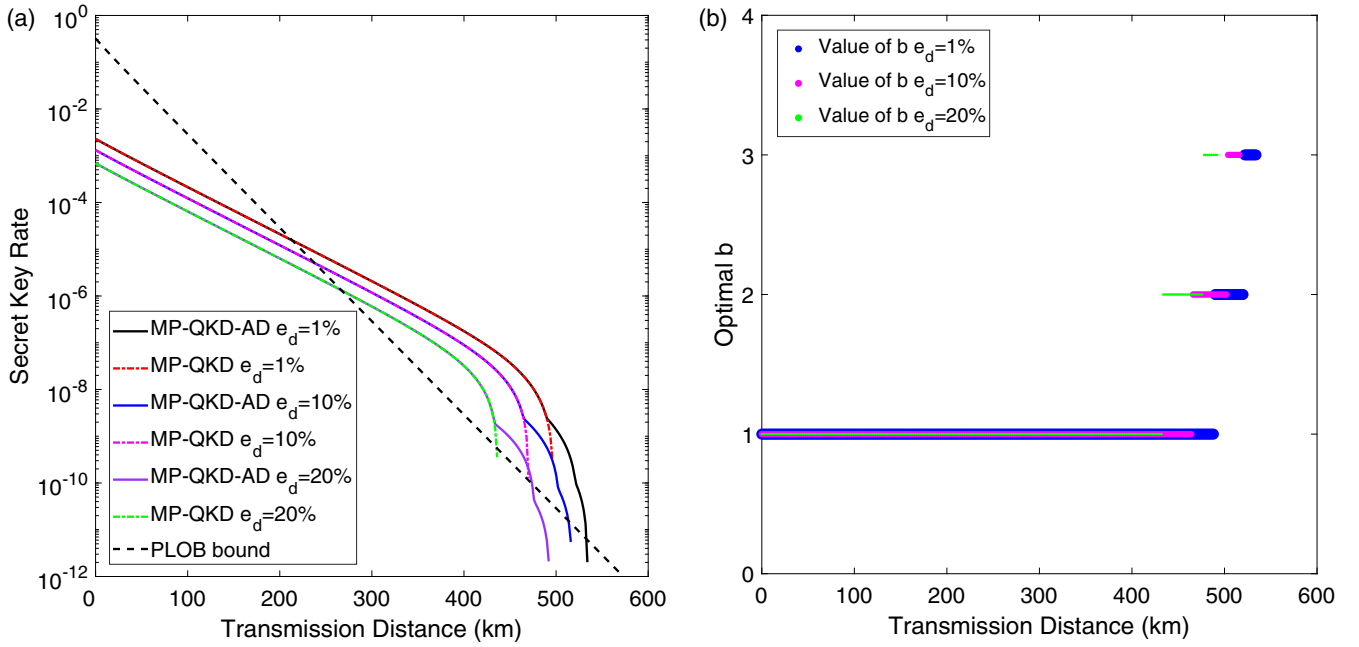 (a)
10^0
10^-2
10^-4
10^-6
10^-8
10^-10
10^-12
Secret Key Rate
MP-QKD-AD e_d=1%
MP-QKD e_d=1%
MP-QKD-AD e_d=10%
MP-QKD e_d=10%
MP-QKD-AD e_d=20%
MP-QKD e_d=20%
PLOB bound
0 100 200 300 400 500 600
Transmission Distance (km)
(b)
4
3
2
1
0
Optimal b
Value of b e_d=1%
Value of b e_d=10%
Value of b e_d=20%
0 100 200 300 400 500 600
Transmission Distance (km)